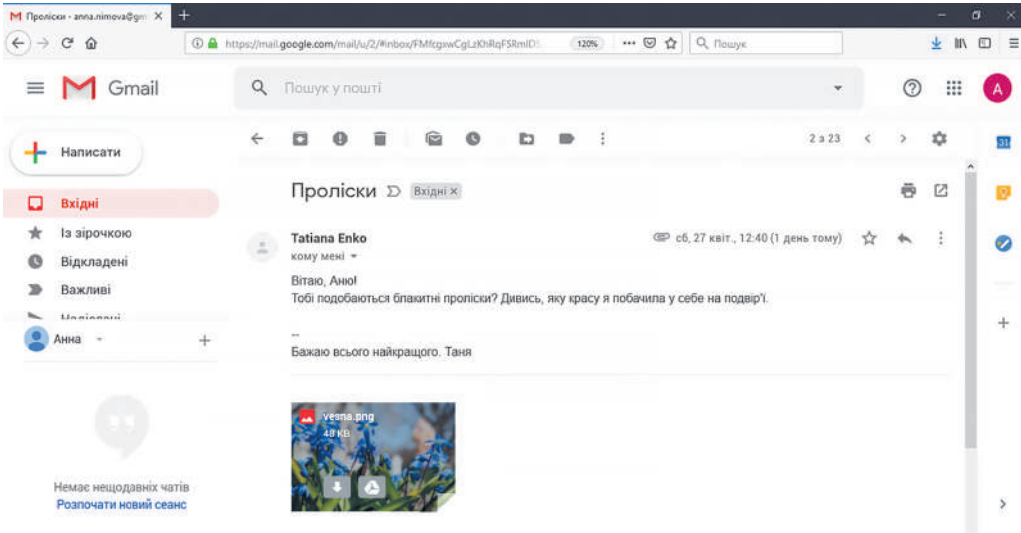 Проліски - anna.nimova@gm
https://mail.google.com/mail/u/2/#inbox/FMfcgxwCgLzKhRqFSRmlD
120%
Пошук
Gmail
Пошук у пошті
A
Написати
2 з 23
31
Проліски
Вхідні ×
Вхідні
Із зірочкою
Відкладені
Важливі
Надіслані
Анна
Tatiana Enko
сб, 27 квіт., 12:40 (1 день тому)
кому мені
Вітаю, Аню!
Тобі подобаються блакитні проліски? Дивись, яку красу я побачила у себе на подвір'ї.
--
Бажаю всього найкращого. Таня
vesna.png
48 KB
Немає нещодавніх чатів
Розпочати новий сеанс